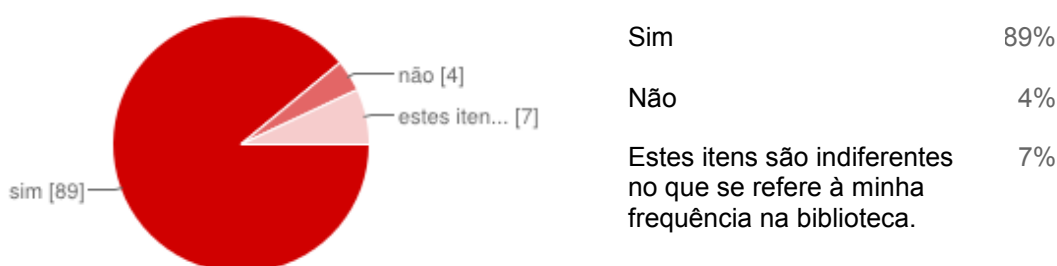 não [4]
estes iten... [7]
sim [89]
Sim 89%
Não 4%
Estes itens são indiferentes 7%
no que se refere à minha
frequência na biblioteca.